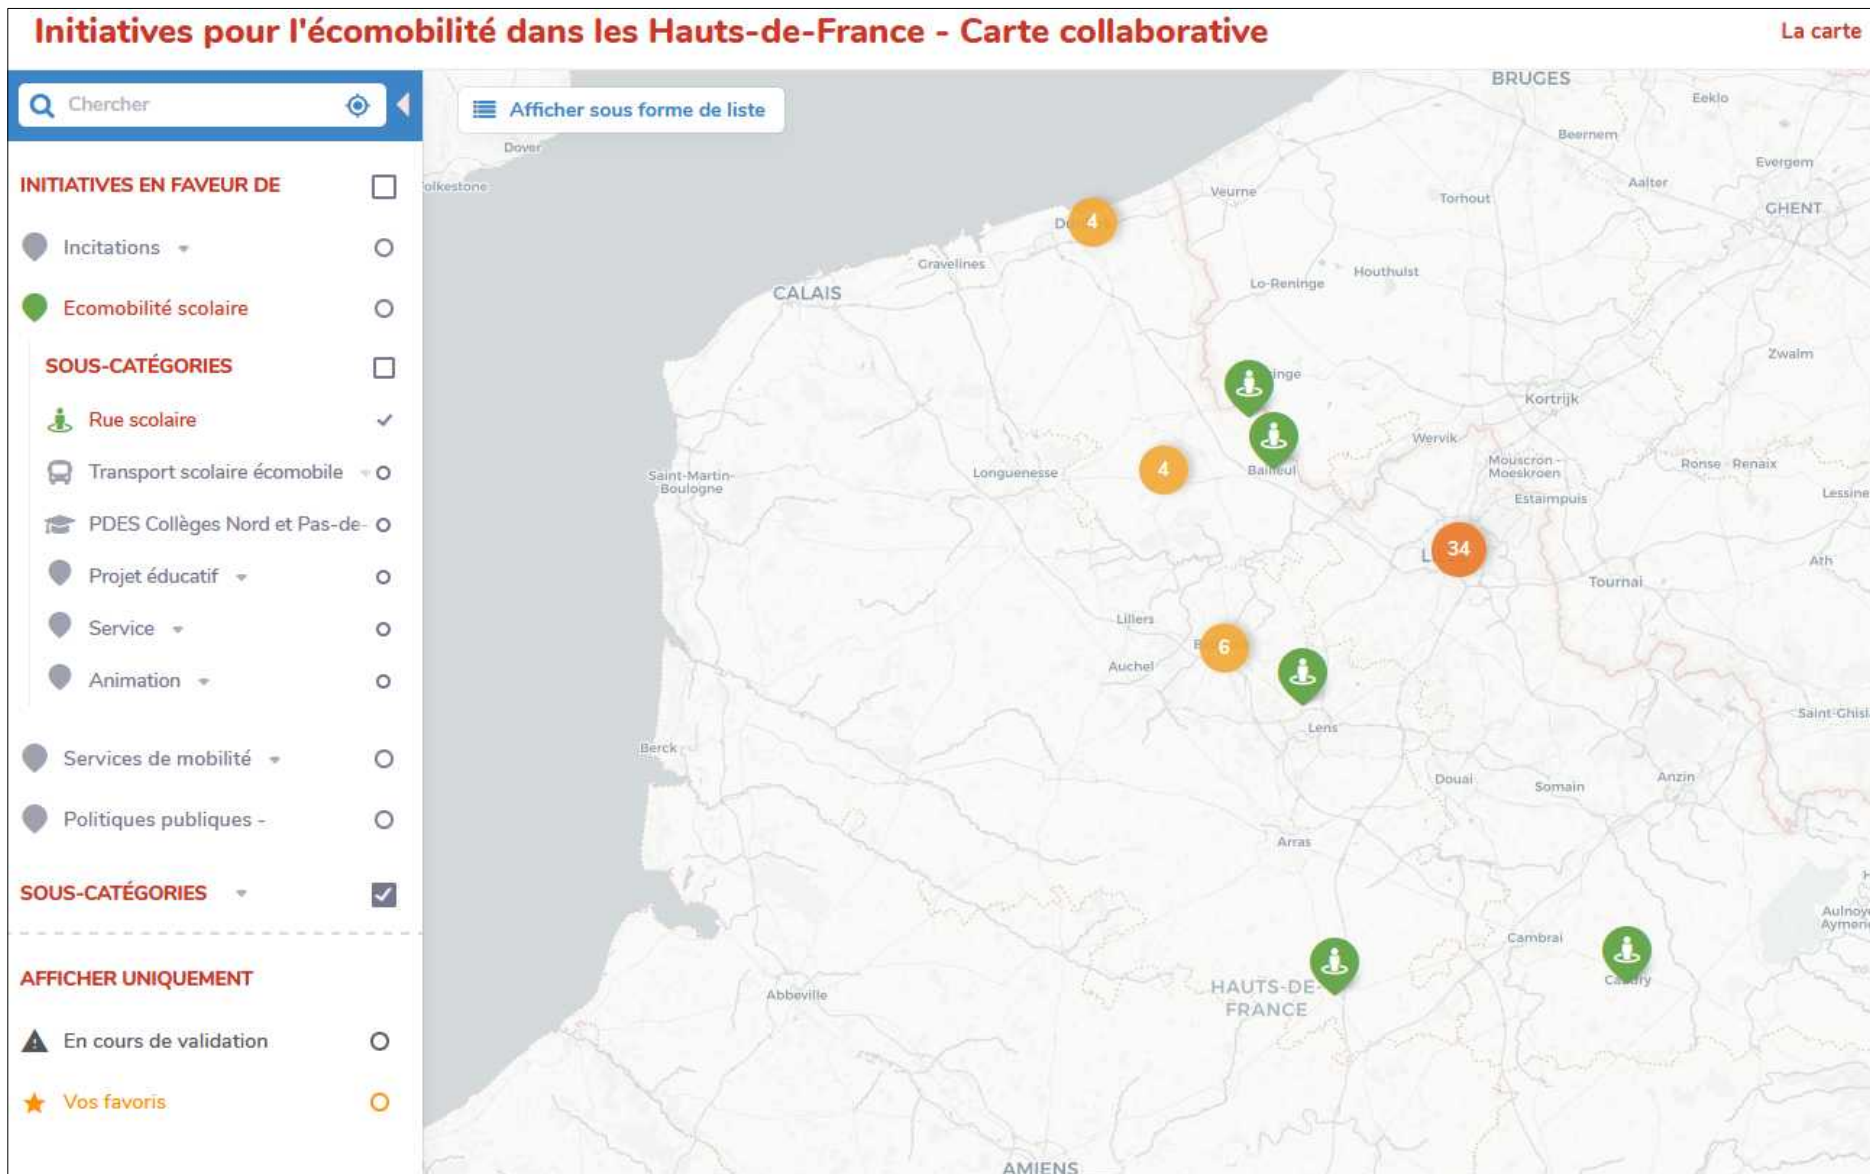 Initiatives pour l'écomobilité dans les Hauts-de-France - Carte collaborative
La carte
Chercher
INITIATIVES EN FAVEUR DE
Incitations
Ecomobilité scolaire
SOUS-CATÉGORIES
Rue scolaire
Transport scolaire écomobile
PDES Collèges Nord et Pas-de-
Projet éducatif
Service
Animation
Services de mobilité
Politiques publiques -
SOUS-CATÉGORIES
AFFICHER UNIQUEMENT
En cours de validation
Vos favoris
Afficher sous forme de liste
BRUGES
Eeklo
Beernem
Dover
Evergem
olkestone
Veurne
Aalter
Torhout
GHENT
4
Gravelines
Houthulst
Lo-Reninge
CALAIS
Zwalm
inge
Kortrijk
Wervik
Mouscron -
Moeskroen
Ronse - Renaix
4
Bailleul
Longuenesse
Saint-Martin-
Boulogne
Estaimpuis
Lessine
34
Ath
Tournai
Lillers
6
Auchel
Saint-Ghisl
Lens
Berck
Douai
Somain
Anzin
Arras
Aulnoye
Aymeri
Cambrai
Caudry
HAUTS-DE-
FRANCE
Abbeville
AMIENS